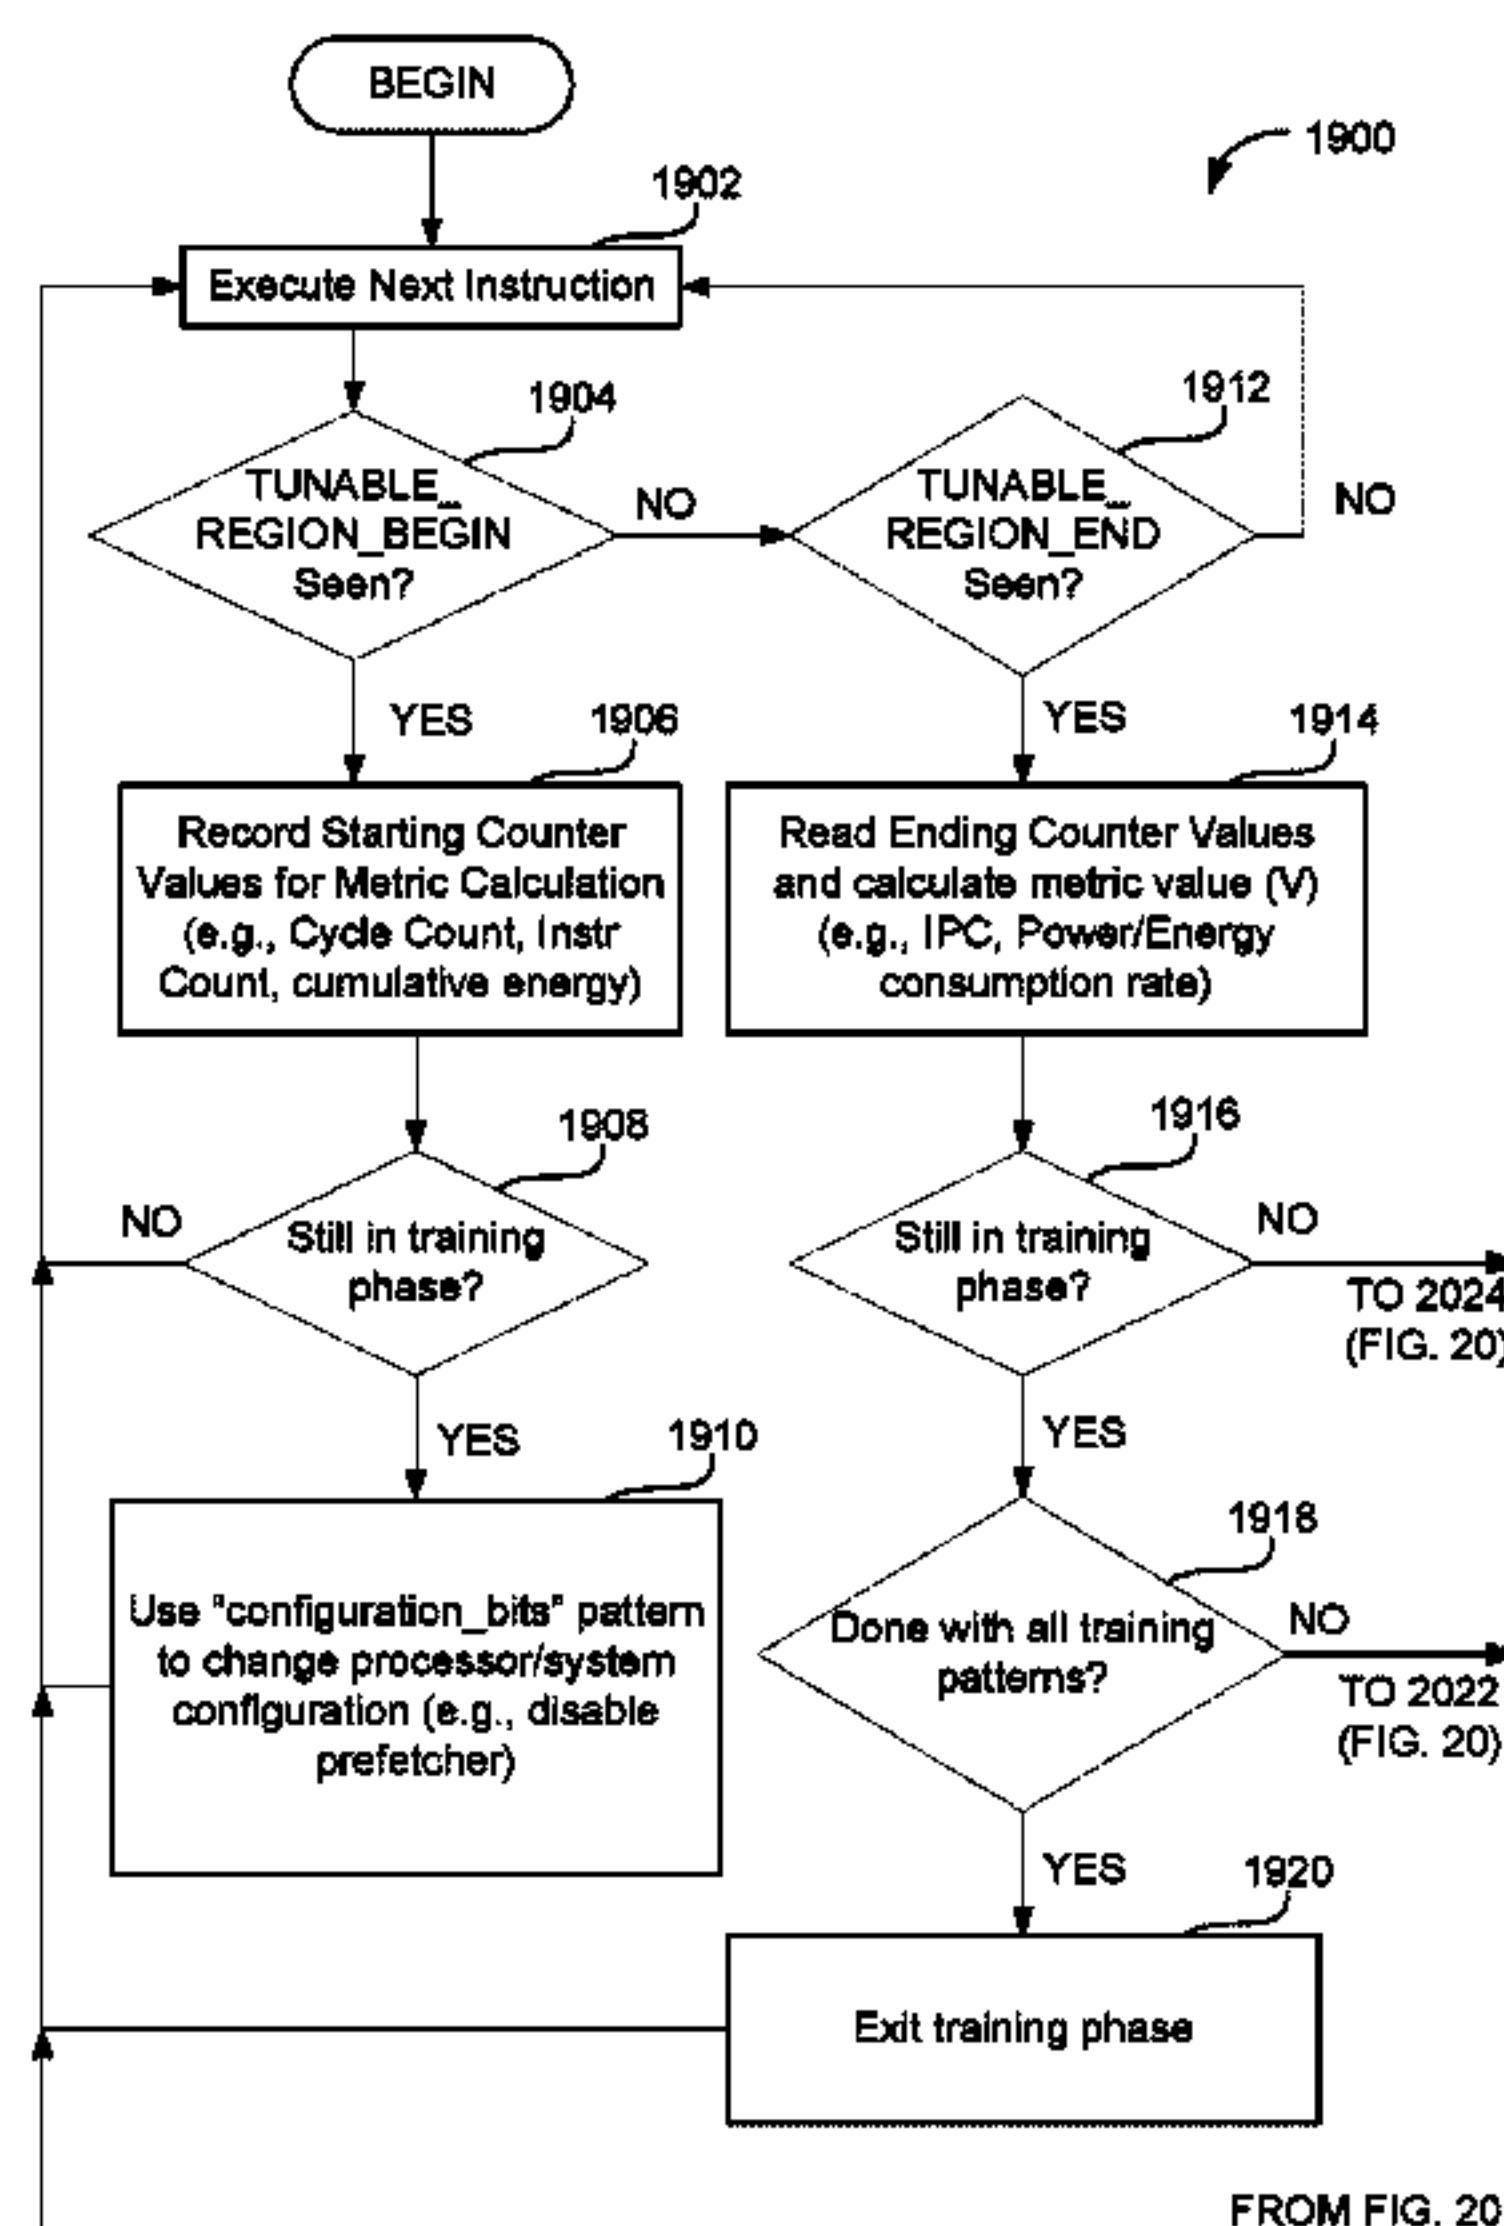 BEGIN
1900
1902
Execute Next Instruction
1904
TUNABLE_
REGION_BEGIN
Seen?
NO
1912
TUNABLE_
REGION_END
Seen?
NO
YES
1906
Record Starting Counter
Values for Metric Calculation
(e.g., Cycle Count, Instr
Count, cumulative energy)
YES
1914
Read Ending Counter Values
and calculate metric value (V)
(e.g., IPC, Power/Energy
consumption rate)
1908
Still in training
phase?
NO
1916
Still in training
phase?
NO
TO 2024
(FIG. 20)
YES
1910
Use "configuration_bits" pattern
to change processor/system
configuration (e.g., disable
prefetcher)
YES
1918
Done with all training
patterns?
NO
TO 2022
(FIG. 20)
YES
1920
Exit training phase
FROM FIG. 20